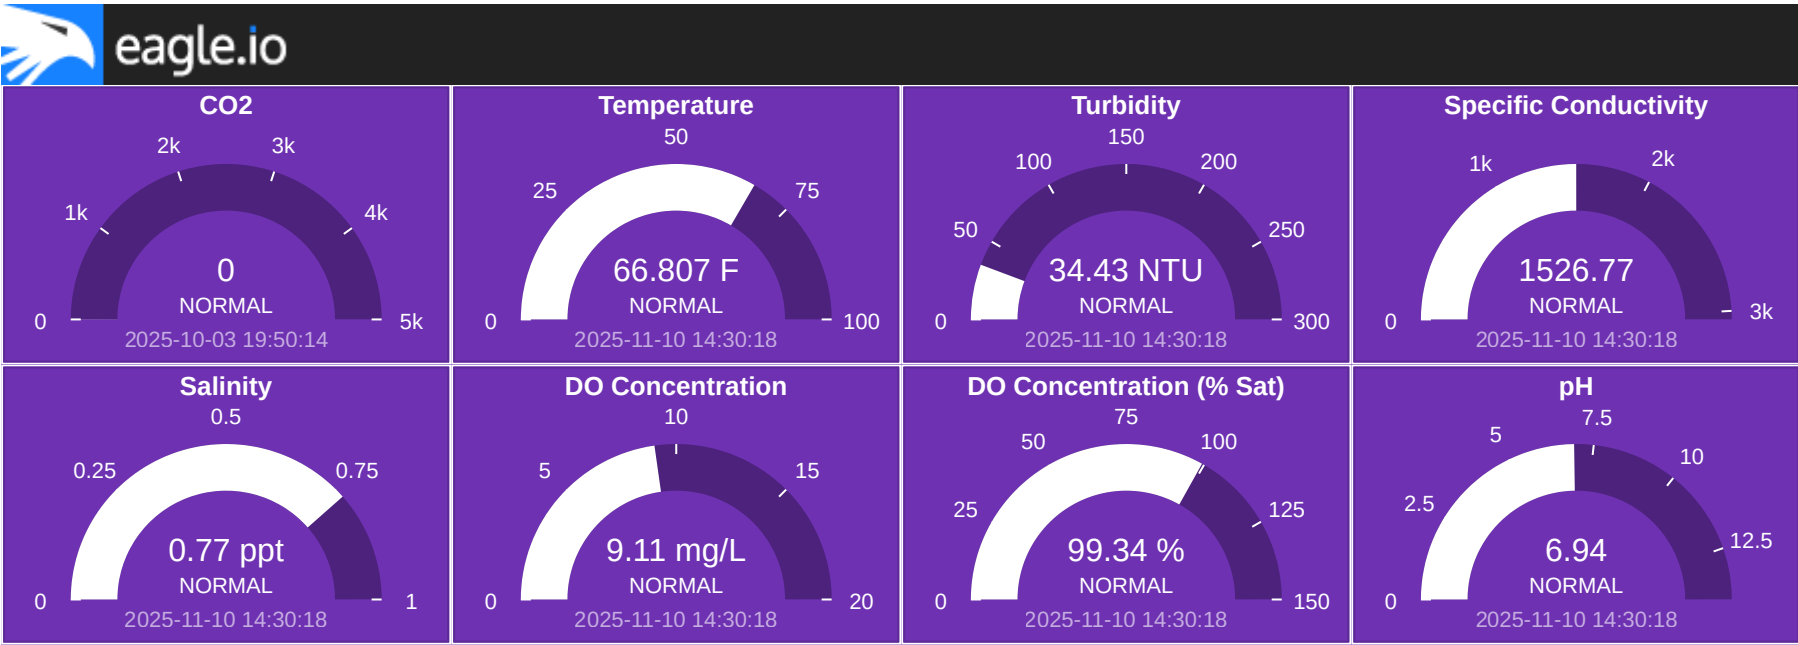 eagle.io
CO2
2k 3k
1k 4k
0 5k
0
NORMAL
2025-10-03 19:50:14
Temperature
50
25 75
0 100
66.807 F
NORMAL
2025-11-10 14:30:18
Turbidity
150
100 200
50 250
0 300
34.43 NTU
NORMAL
2025-11-10 14:30:18
Specific Conductivity
1k 2k
0 3k
1526.77
NORMAL
2025-11-10 14:30:18
Salinity
0.5
0.25 0.75
0 1
0.77 ppt
NORMAL
2025-11-10 14:30:18
DO Concentration
10
5 15
0 20
9.11 mg/L
NORMAL
2025-11-10 14:30:18
DO Concentration (% Sat)
75
50 100
25 125
0 150
99.34 %
NORMAL
2025-11-10 14:30:18
pH
7.5
5 10
2.5 12.5
0
6.94
NORMAL
2025-11-10 14:30:18